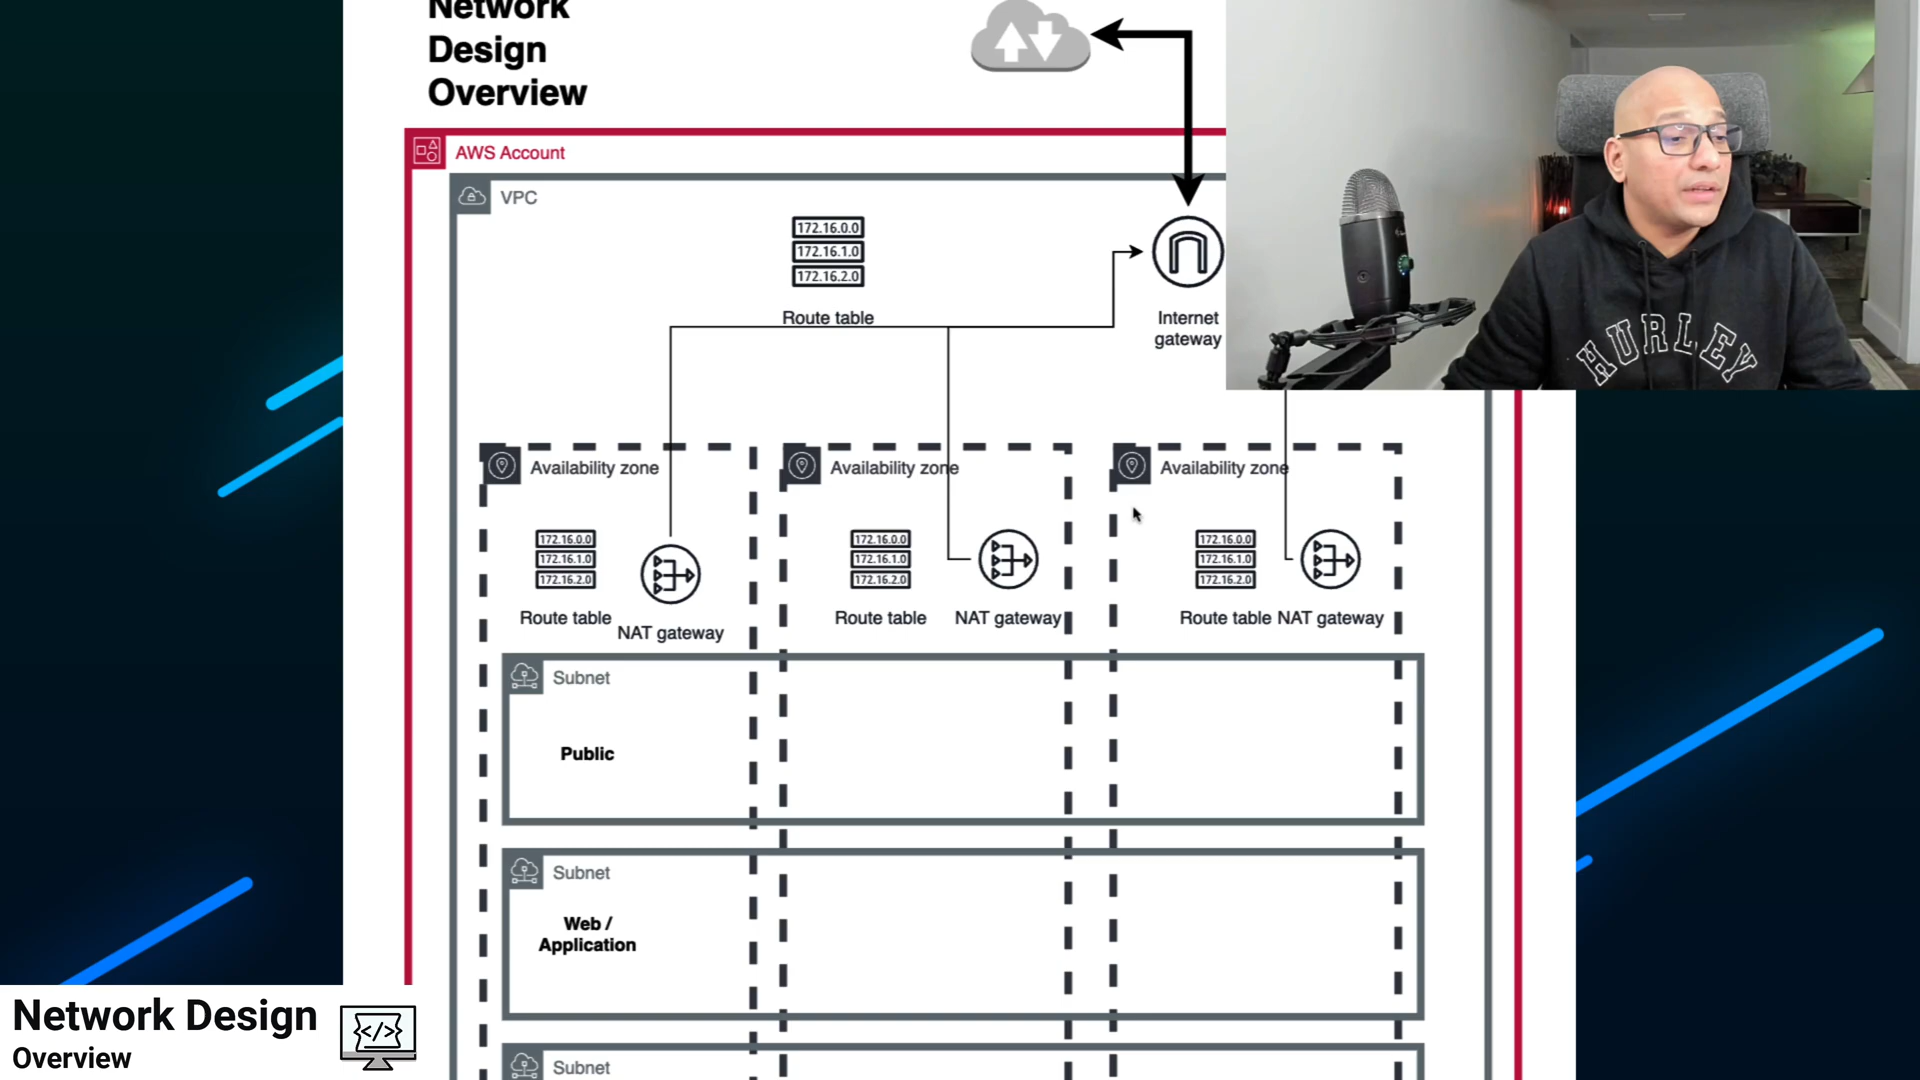 Network
Design
Overview
AWS Account
VPC
172.16.0.0
172.16.1.0
172.16.2.0
Route table
Internet
gateway
HURLEY
Availability zone
Availability zone
Availability zone
172.16.0.0
172.16.1.0
172.16.2.0
172.16.0.0
172.16.1.0
172.16.2.0
172.16.0.0
172.16.1.0
172.16.2.0
Route table
NAT gateway
Route table
NAT gateway
Route table
NAT gateway
Subnet
Public
Subnet
Web /
Application
Subnet
Network Design
</>
Overview